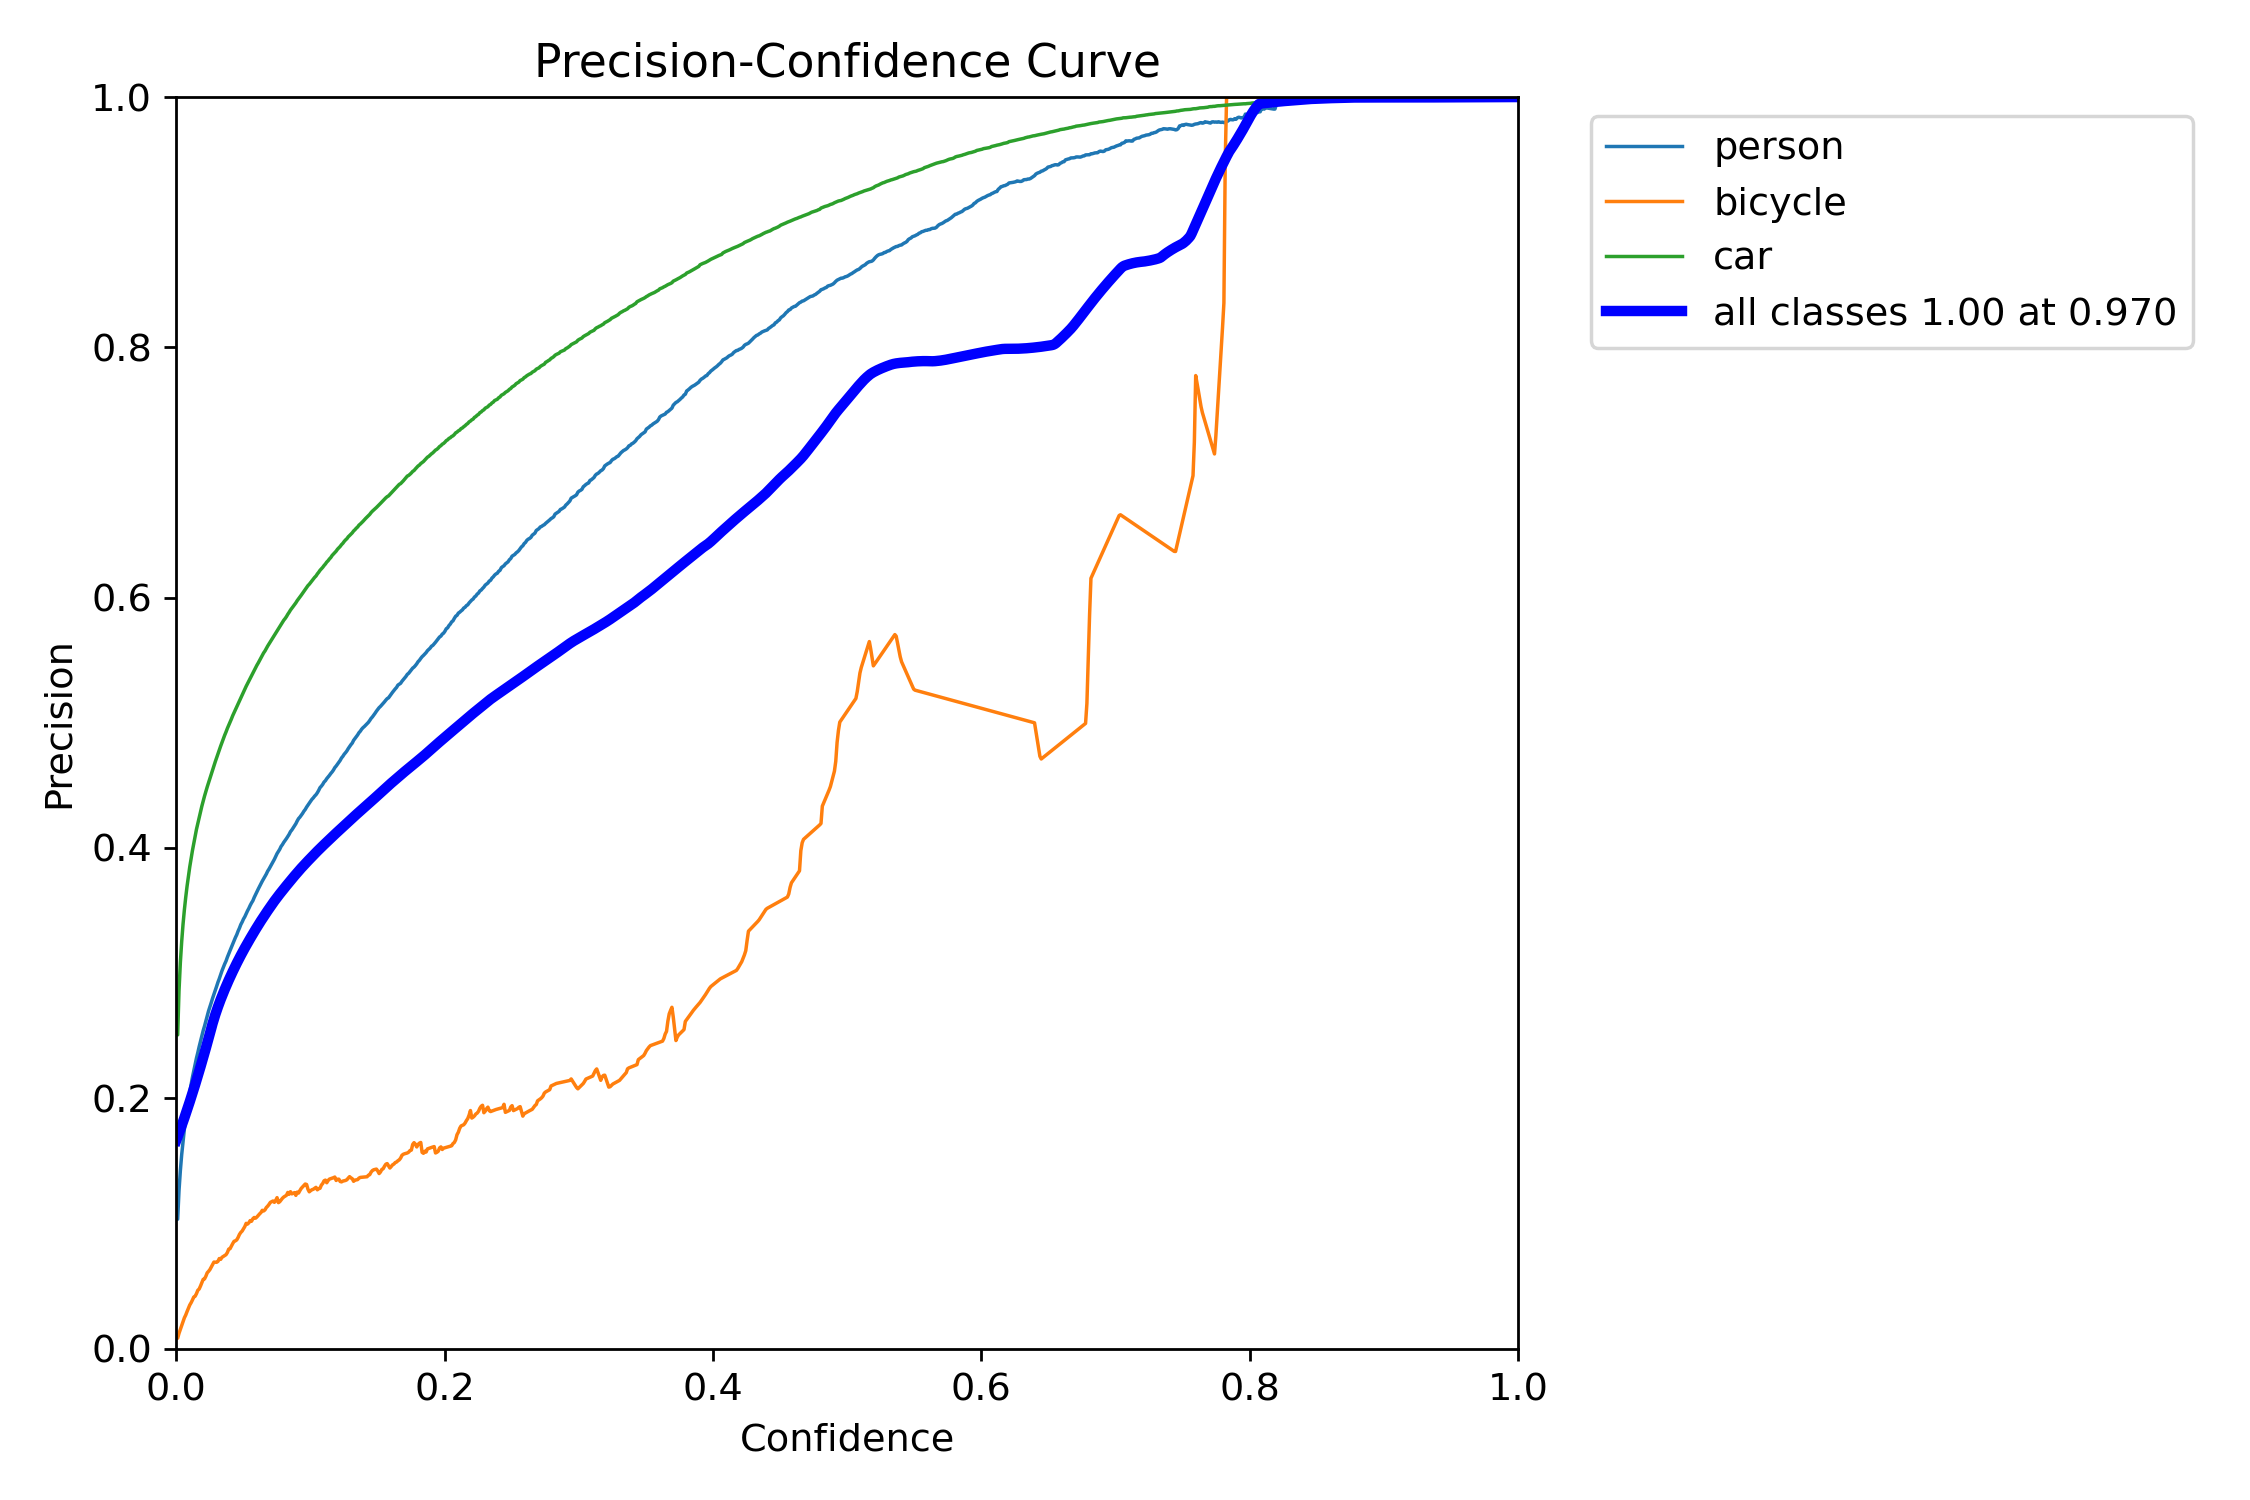 Precision-Confidence Curve
1.0
0.8
0.6
0.4
0.2
0.0
Precision
0.0 0.2 0.4 0.6 0.8 1.0
Confidence
person
bicycle
car
all classes 1.00 at 0.970